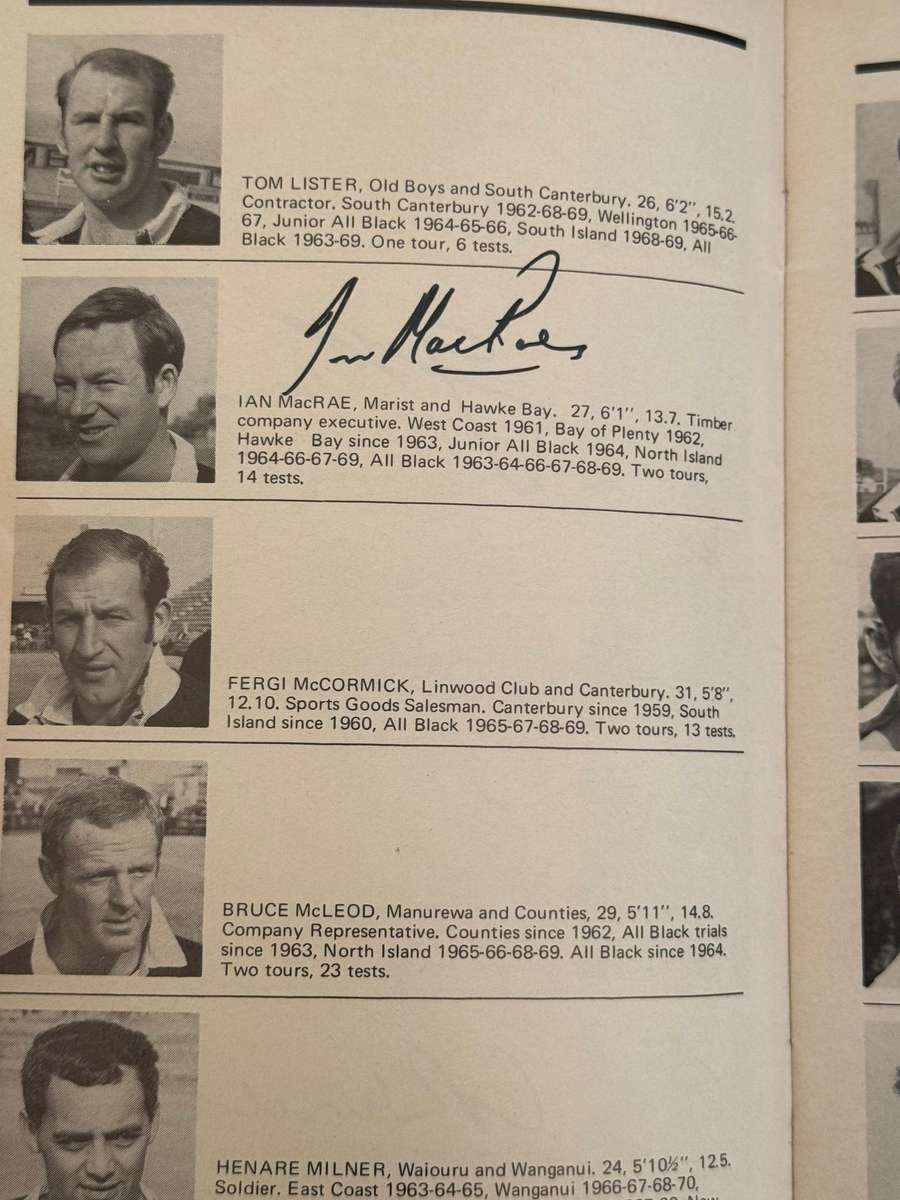 TOM LISTER, Old Boys and South Canterbury. 26, 6'2", 15.2.
Contractor. South Canterbury 1962-68-69, Wellington 1965-66-
67, Junior All Black 1964-65-66, South Island 1968-69, All
Black 1963-69. One tour, 6 tests.
Ian MacRae
IAN MacRAE, Marist and Hawke Bay. 27, 6'1", 13.7. Timber
company executive. West Coast 1961, Bay of Plenty 1962,
Hawke Bay since 1963, Junior All Black 1964, North Island
1964-66-67-69, All Black 1963-64-66-67-68-69. Two tours,
14 tests.
FERGI McCORMICK, Linwood Club and Canterbury. 31, 5'8",
12.10. Sports Goods Salesman. Canterbury since 1959, South
Island since 1960, All Black 1965-67-68-69. Two tours, 13 tests.
BRUCE McLEOD, Manurewa and Counties, 29, 5'11", 14.8.
Company Representative. Counties since 1962, All Black trials
since 1963, North Island 1965-66-68-69. All Black since 1964.
Two tours, 23 tests.
HENARE MILNER, Waiouru and Wanganui. 24, 5'10½", 12.5.
Soldier. East Coast 1963-64-65, Wanganui 1966-67-68-70,